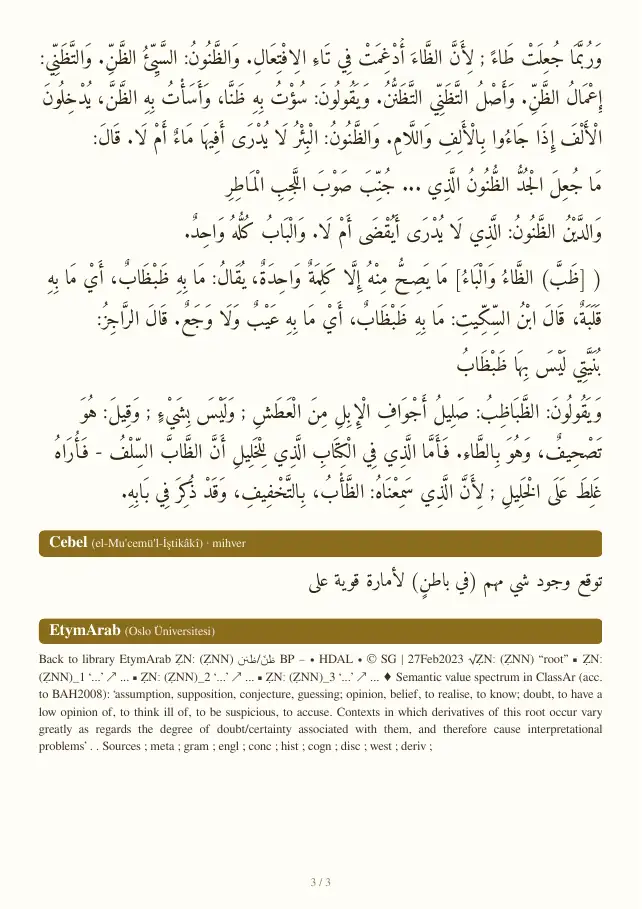 وَرُبَّمَا جُعِلَتْ طَاءً ; لِأَنَّ الظَّاءَ أُدْغِمَتْ فِي تَاءِ الِافْتِعَالِ. وَالظَّنُونُ: السَّيِّئُ الظَّنِّ. وَالتَّظَنِّي:
إِعْمَالُ الظَّنِّ. وَأَصْلُ التَّظَنِّي التَّظَنُّنُ. وَيَقُولُونَ: سُؤْتُ بِهِ ظَنًّا، وَأَسَأْتُ بِهِ الظَّنَّ، يُدْخِلُونَ
الْأَلْفَ إِذَا جَاءُوا بِالْأَلِفِ وَاللَّامِ. وَالظَّنُونُ: الْبِئْرُ لَا يُدْرَى أَفِيهَا مَاءٌ أَمْ لَا. قَالَ:
مَا جُعِلَ الْجُدُّ الظُّنُونُ الَّذِي ... جُنِّبَ صَوْبَ اللَّجِبِ الْمَاطِرِ
وَالدَّيْنُ الظَّنُونُ: الَّذِي لَا يُدْرَى أَيُقْضَى أَمْ لَا. وَالْبَابُ كُلُّهُ وَاحِدٌ.
( [ظَبَّ) الظَّاءُ وَالْبَاءُ] مَا يَصِحُّ مِنْهُ إِلَّا كَلِمَةٌ وَاحِدَةٌ، يُقَالُ: مَا بِهِ ظَبْظَابٌ، أَيْ مَا بِهِ
قَلَبَةٌ، قَالَ ابْنُ السِّكِّيتِ: مَا بِهِ ظَبْظَابٌ، أَيْ مَا بِهِ عَيْبٌ وَلَا وَجَعٌ. قَالَ الرَّاجِزُ:
بُنَيَّتِي لَيْسَ بِهَا ظَبْظَابُ
وَيَقُولُونَ: الظَّبَاظِبُ: صَلِيلُ أَجْوَافِ الْإِبِلِ مِنَ الْعَطَشِ ; وَلَيْسَ بِشَيْءٍ ; وَقِيلَ: هُوَ
تَصْحِيفٌ، وَهُوَ بِالطَّاءِ. فَأَمَّا الَّذِي فِي الْكِتَابِ الَّذِي لِلْخَلِيلِ أَنَّ الظَّابَّ السِّلْفُ - فَأُرَاهُ
غَلِطَ عَلَى الْخَلِيلِ ; لِأَنَّ الَّذِي سَمِعْنَاهُ: الظَّأْبُ، بِالتَّخْفِيفِ، وَقَدْ ذُكِرَ فِي بَابِهِ.
Cebel (el-Mu'cemü'l-İştikâkî) · mihver
توقع وجود شي مهم (في باطنٍ) لأمارة قوية على
EtymArab (Oslo Üniversitesi)
Back to library EtymArab ẒN: (ẒNN) ظنّ/ظنن BP – • HDAL • © SG | 27Feb2023 √ẒN: (ẒNN) “root” ▪ ẒN:
(ẒNN)_1 ‘...’ ↗ ... ▪ ẒN: (ẒNN)_2 ‘...’ ↗ ... ▪ ẒN: (ẒNN)_3 ‘...’ ↗ ... ♦ Semantic value spectrum in ClassAr (acc.
to BAH2008): ‘assumption, supposition, conjecture, guessing; opinion, belief, to realise, to know; doubt, to have a
low opinion of, to think ill of, to be suspicious, to accuse. Contexts in which derivatives of this root occur vary
greatly as regards the degree of doubt/certainty associated with them, and therefore cause interpretational
problems’ . . Sources ; meta ; gram ; engl ; conc ; hist ; cogn ; disc ; west ; deriv ;
3 / 3